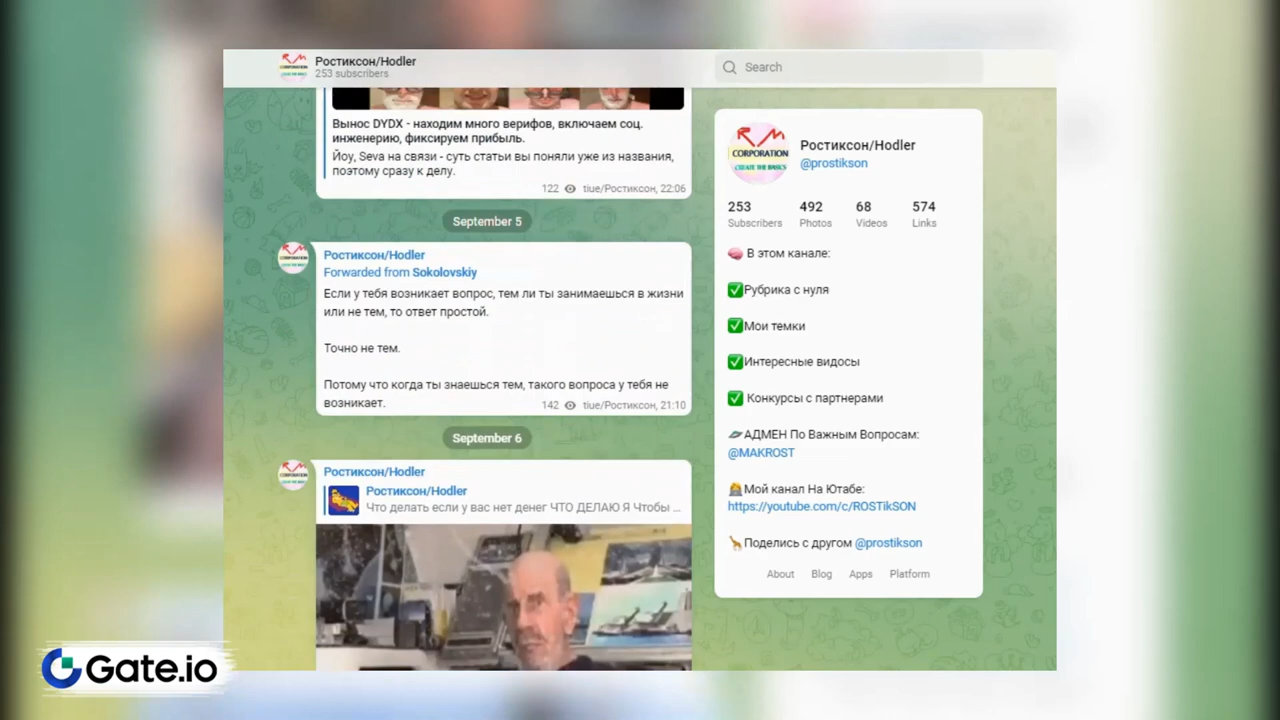 Ростиксон/Hodler
253 subscribers
Search
Вынос DYDX - находим много верифов, включаем соц.
инженерию, фиксируем прибыль.
Йоу, Seva на связи - суть статьи вы поняли уже из названия,
поэтому сразу к делу.
122 tiue/Ростиксон, 22:06
September 5
Ростиксон/Hodler
Forwarded from Sokolovskiy
Если у тебя возникает вопрос, тем ли ты занимаешься в жизни
или не тем, то ответ простой.
Точно не тем.
Потому что когда ты знаешься тем, такого вопроса у тебя не
возникает.
142 tiue/Ростиксон, 21:10
September 6
Ростиксон/Hodler
Ростиксон/Hodler
Что делать если у вас нет денег ЧТО ДЕЛАЮ Я Чтобы ...
RM
CORPORATION
CREATE THE BASICS
Ростиксон/Hodler
@prostikson
253 492 68 574
Subscribers Photos Videos Links
В этом канале:
Рубрика с нуля
Мои темки
Интересные видосы
Конкурсы с партнерами
АДМЕН По Важным Вопросам:
@MAKROST
Мой канал На Ютабе:
https://youtube.com/c/ROSTikSON
Поделись с другом @prostikson
About Blog Apps Platform
Gate.io